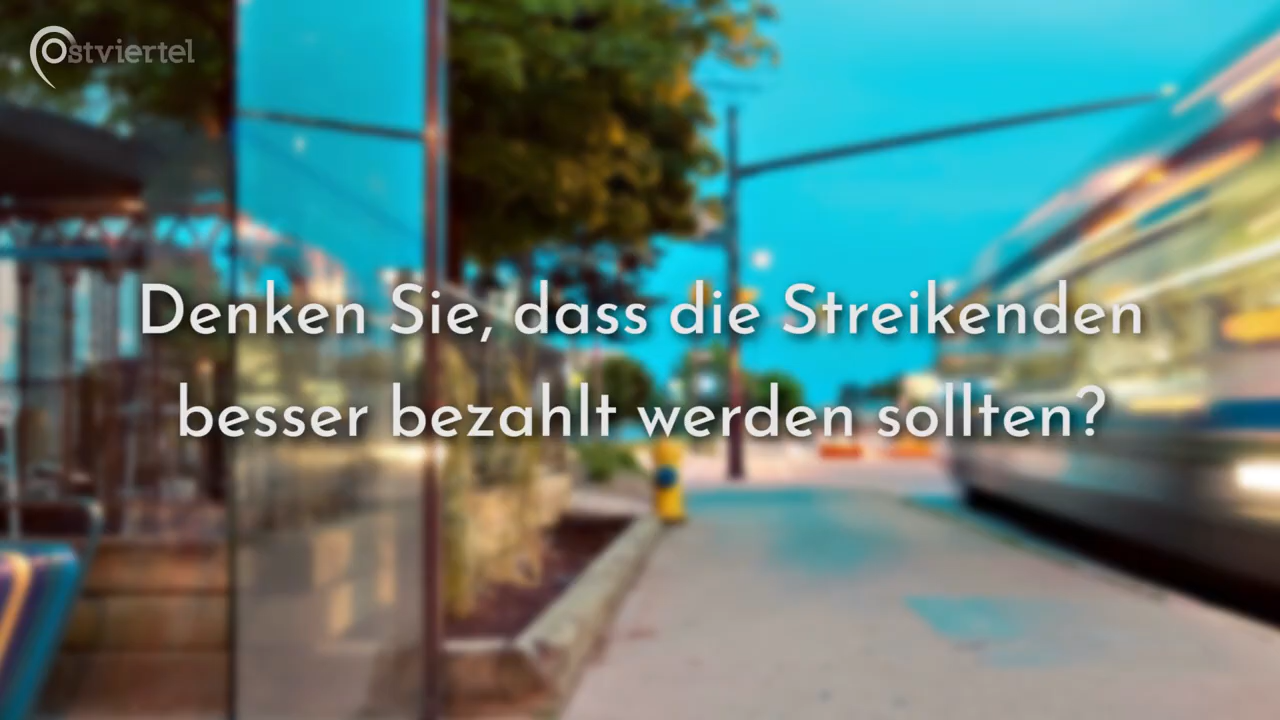 Ostviertel
Denken Sie, dass die Streikenden
besser bezahlt werden sollten?